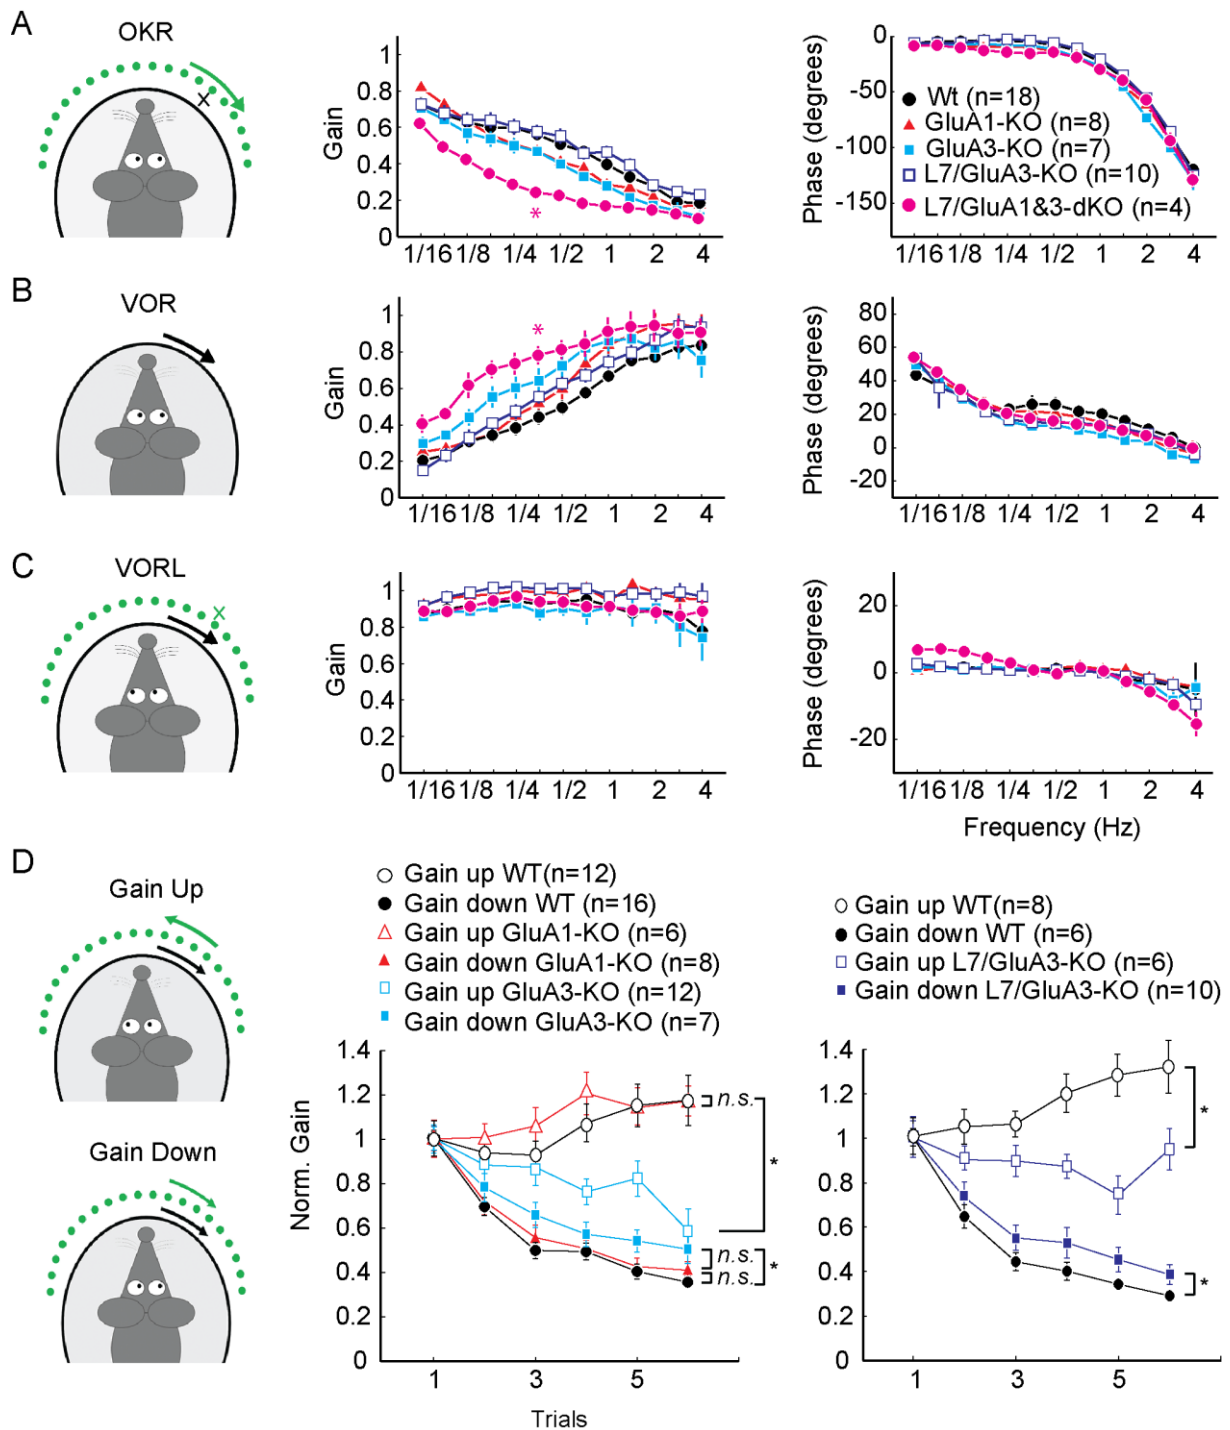 A
OKR
Gain
1
0.8
0.6
0.4
0.2
0
*
1/16 1/8 1/4 1/2 1 2 4
Phase (degrees)
0
-50
-100
-150
Wt (n=18)
GluA1-KO (n=8)
GluA3-KO (n=7)
L7/GluA3-KO (n=10)
L7/GluA1&3-dKO (n=4)
1/16 1/8 1/4 1/2 1 2 4
B
VOR
Gain
1
0.8
0.6
0.4
0.2
0
*
1/16 1/8 1/4 1/2 1 2 4
Phase (degrees)
80
60
40
20
0
-20
1/16 1/8 1/4 1/2 1 2 4
C
VORL
Gain
1
0.8
0.6
0.4
0.2
0
1/16 1/8 1/4 1/2 1 2 4
Phase (degrees)
20
0
-20
1/16 1/8 1/4 1/2 1 2 4
Frequency (Hz)
D
Gain Up
Gain Down
Gain up WT(n=12)
Gain down WT (n=16)
Gain up GluA1-KO (n=6)
Gain down GluA1-KO (n=8)
Gain up GluA3-KO (n=12)
Gain down GluA3-KO (n=7)
Norm. Gain
1.4
1.2
1
0.8
0.6
0.4
0.2
0
n.s.
*
n.s.
*
n.s.
1 3 5
Trials
Gain up WT(n=8)
Gain down WT (n=6)
Gain up L7/GluA3-KO (n=6)
Gain down L7/GluA3-KO (n=10)
1.4
1.2
1
0.8
0.6
0.4
0.2
0
*
*
1 3 5